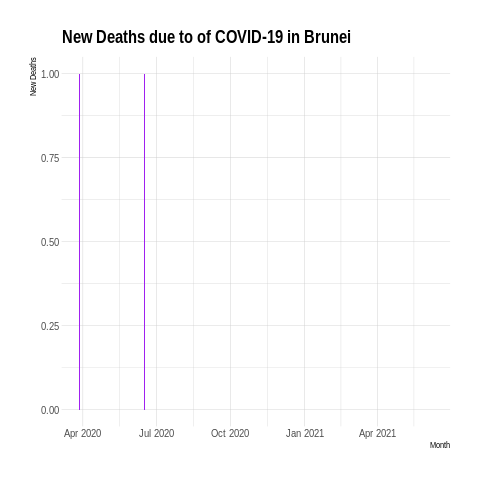 New Deaths due to of COVID-19 in Brunei
New Deaths
1.00
0.75
0.50
0.25
0.00
Apr 2020 Jul 2020 Oct 2020 Jan 2021 Apr 2021
Month